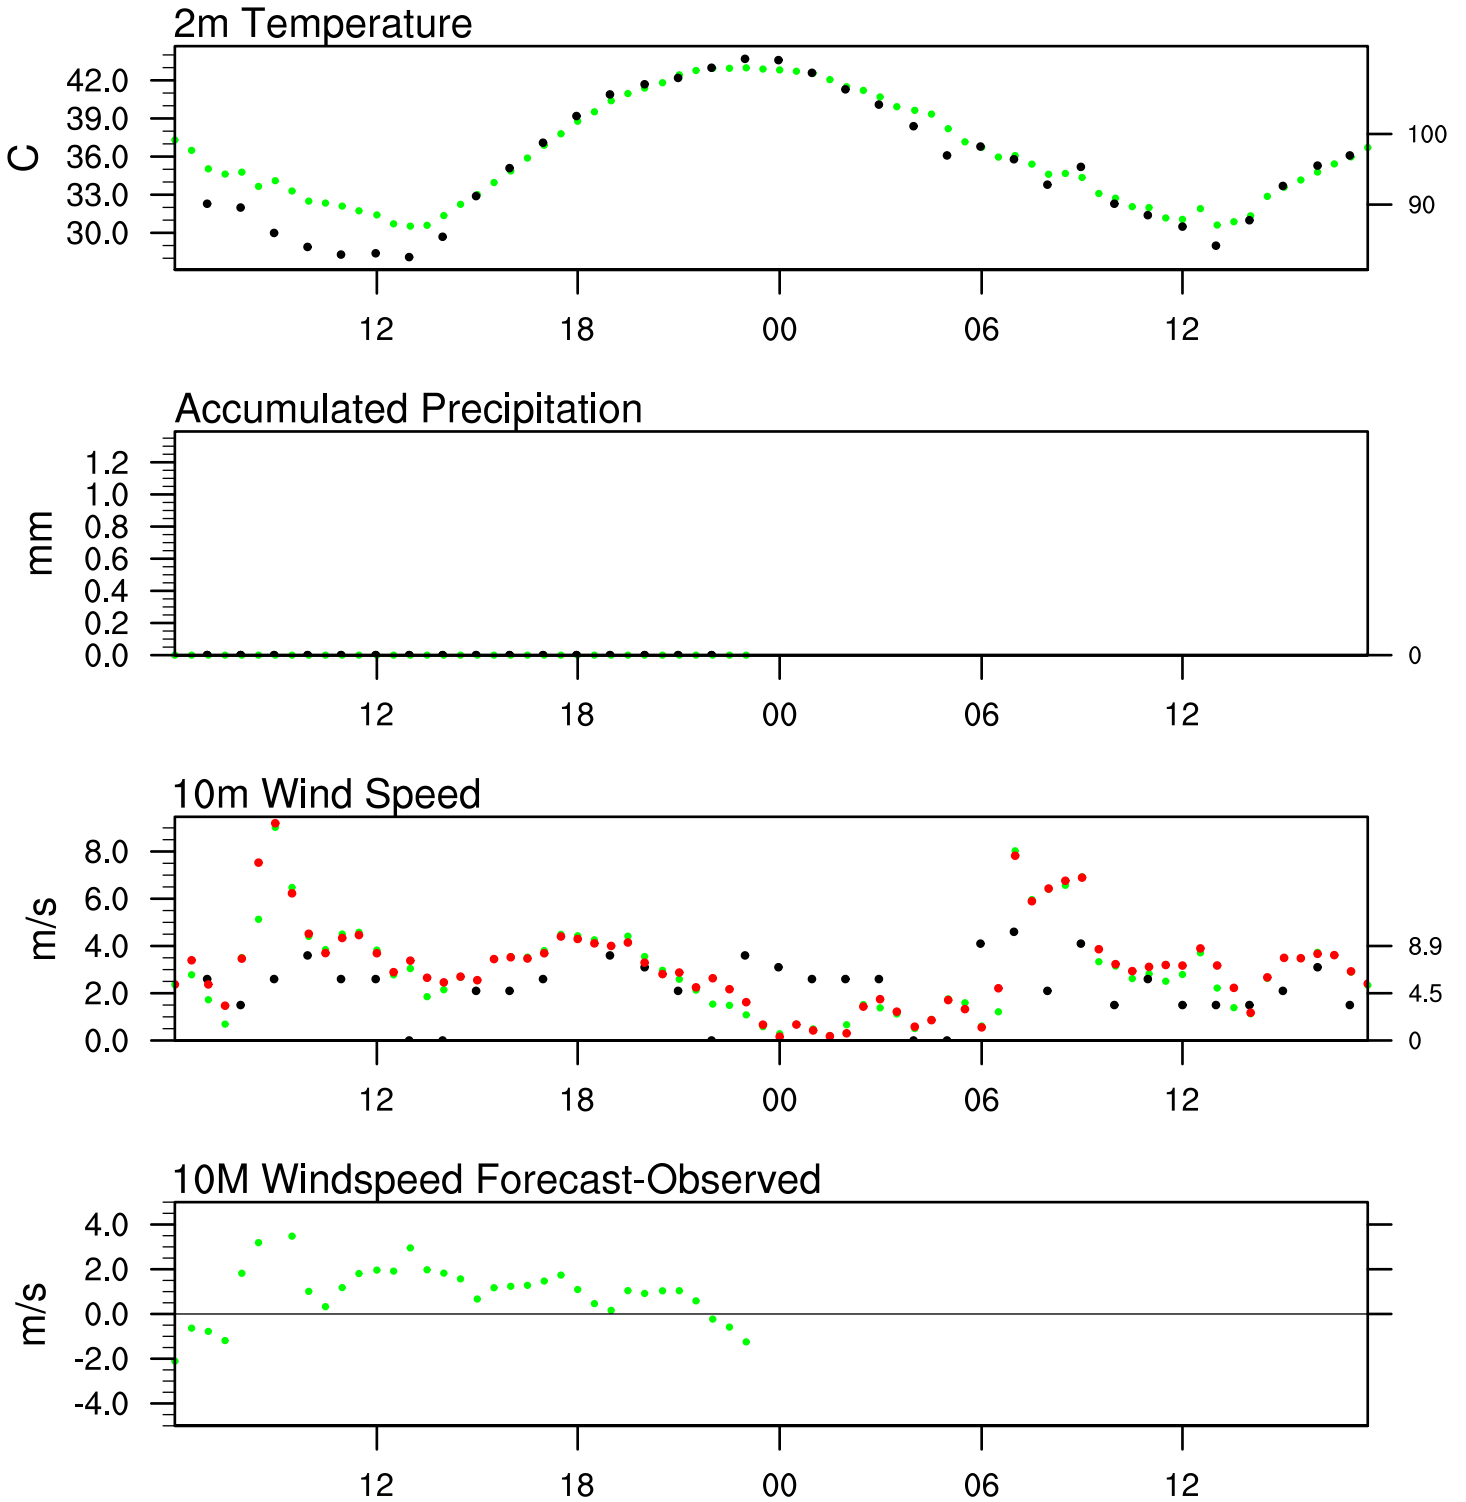 2m Temperature
42.0
39.0
36.0
33.0
30.0
C
100
90
12 18 00 06 12
Accumulated Precipitation
1.2
1.0
0.8
0.6
0.4
0.2
0.0
mm
0
12 18 00 06 12
10m Wind Speed
8.0
6.0
4.0
2.0
0.0
m/s
8.9
4.5
0
12 18 00 06 12
10M Windspeed Forecast-Observed
4.0
2.0
0.0
-2.0
-4.0
m/s
12 18 00 06 12